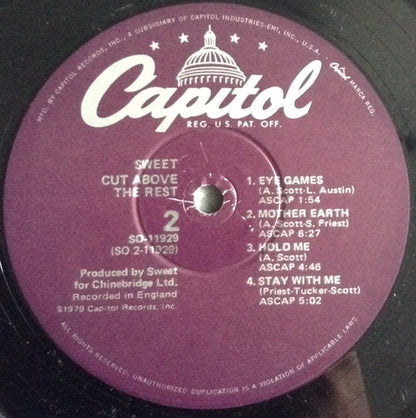 MFD. BY CAPITOL RECORDS, INC., A SUBSIDIARY OF CAPITOL INDUSTRIES-EMI, INC., U.S.A.
Capitol MARCA REG.
Capitol
REG. U.S. PAT. OFF.
SWEET
CUT ABOVE
THE REST
2
SO-11929
(SO 2-11929)
Produced by Sweet
for Chinebridge Ltd.
Recorded in England
℗1979 Capitol Records, Inc.
1. EYE GAMES
(A. Scott-L. Austin)
ASCAP 1:54
2. MOTHER EARTH
(A. Scott-S. Priest)
ASCAP 6:27
3. HOLD ME
(A. Scott)
ASCAP 4:46
4. STAY WITH ME
(Priest-Tucker-Scott)
ASCAP 5:02
ALL RIGHTS RESERVED. UNAUTHORIZED DUPLICATION IS A VIOLATION OF APPLICABLE LAWS